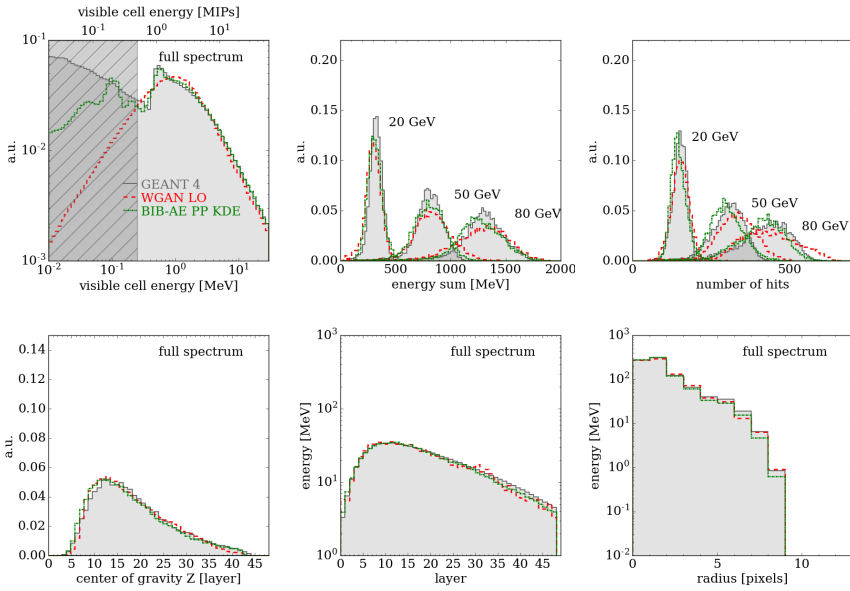 visible cell energy [MIPs]
10^-1 10^0 10^1
10^-1
10^-2
10^-3
a.u.
full spectrum
GEANT 4
WGAN LO
BIB-AE PP KDE
10^-2 10^-1 10^0 10^1
visible cell energy [MeV]
0.20
0.15
0.10
0.05
0.00
a.u.
20 GeV
50 GeV
80 GeV
0 500 1000 1500 2000
energy sum [MeV]
0.20
0.15
0.10
0.05
0.00
a.u.
20 GeV
50 GeV
80 GeV
0 500
number of hits
0.14
0.12
0.10
0.08
0.06
0.04
0.02
0.00
a.u.
full spectrum
0 5 10 15 20 25 30 35 40 45
center of gravity Z [layer]
10^3
10^2
10^1
10^0
energy [MeV]
full spectrum
0 5 10 15 20 25 30 35 40 45
layer
10^3
10^2
10^1
10^0
10^-1
10^-2
energy [MeV]
full spectrum
0 5 10
radius [pixels]